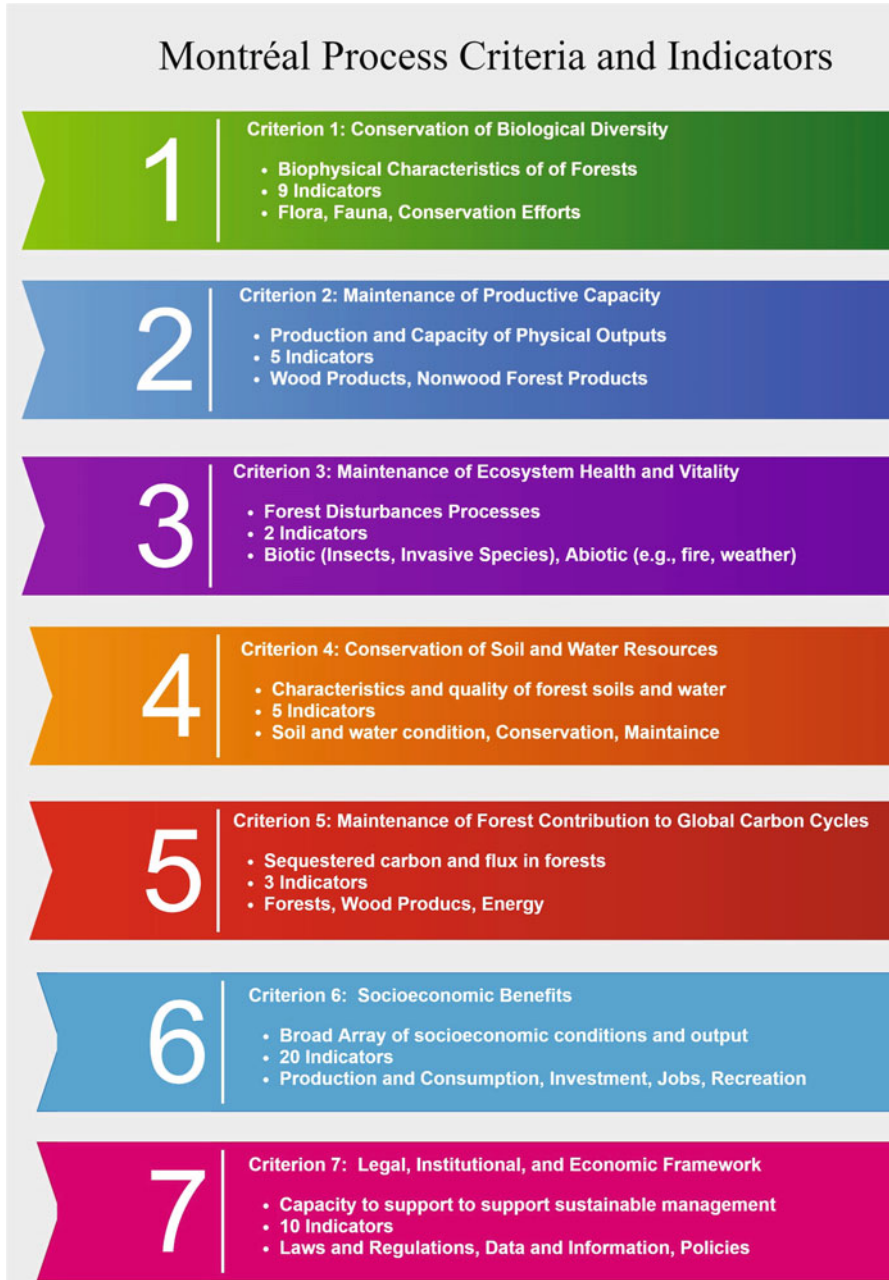 Montréal Process Criteria and Indicators
1
Criterion 1: Conservation of Biological Diversity
• Biophysical Characteristics of of Forests
• 9 Indicators
• Flora, Fauna, Conservation Efforts
2
Criterion 2: Maintenance of Productive Capacity
• Production and Capacity of Physical Outputs
• 5 Indicators
• Wood Products, Nonwood Forest Products
3
Criterion 3: Maintenance of Ecosystem Health and Vitality
• Forest Disturbances Processes
• 2 Indicators
• Biotic (Insects, Invasive Species), Abiotic (e.g., fire, weather)
4
Criterion 4: Conservation of Soil and Water Resources
• Characteristics and quality of forest soils and water
• 5 Indicators
• Soil and water condition, Conservation, Maintaince
5
Criterion 5: Maintenance of Forest Contribution to Global Carbon Cycles
• Sequestered carbon and flux in forests
• 3 Indicators
• Forests, Wood Producs, Energy
6
Criterion 6: Socioeconomic Benefits
• Broad Array of socioeconomic conditions and output
• 20 Indicators
• Production and Consumption, Investment, Jobs, Recreation
7
Criterion 7: Legal, Institutional, and Economic Framework
• Capacity to support to support sustainable management
• 10 Indicators
• Laws and Regulations, Data and Information, Policies